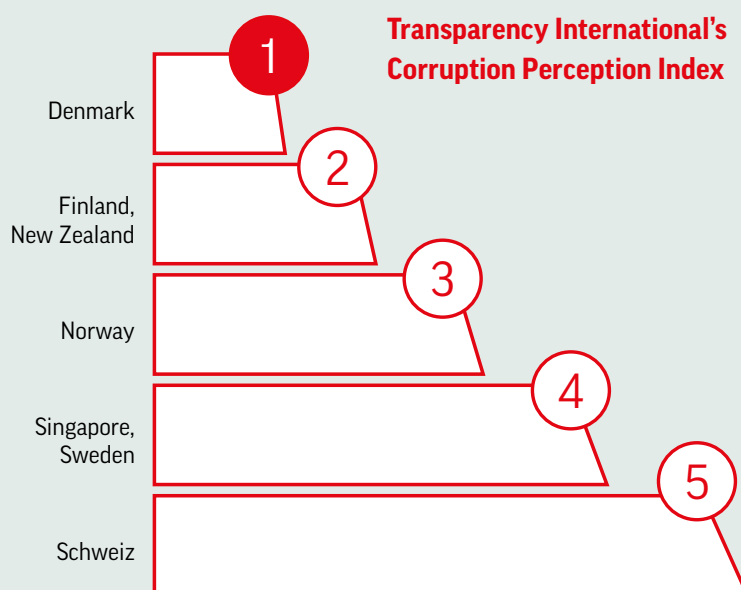 Transparency International's
Corruption Perception Index
1
Denmark
2
Finland,
New Zealand
3
Norway
4
Singapore,
Sweden
5
Schweiz